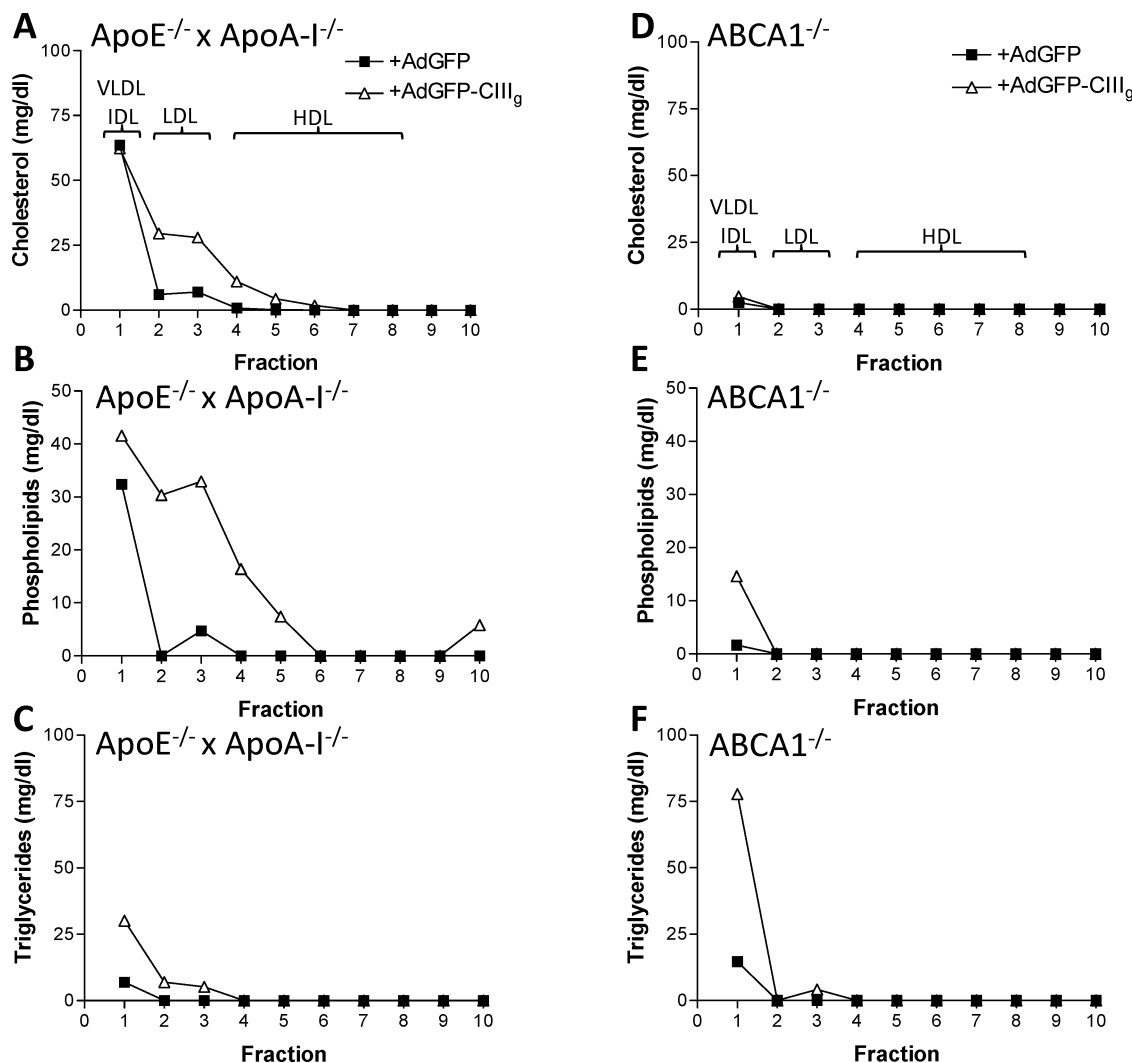 A
ApoE-/- x ApoA-I-/-
100
75
50
25
0
Cholesterol (mg/dl)
+AdGFP
+AdGFP-CIIIg
VLDL
IDL
LDL
HDL
0 1 2 3 4 5 6 7 8 9 10
Fraction
D
ABCA1-/-
100
75
50
25
0
Cholesterol (mg/dl)
+AdGFP
+AdGFP-CIIIg
VLDL
IDL
LDL
HDL
0 1 2 3 4 5 6 7 8 9 10
Fraction
B
ApoE-/- x ApoA-I-/-
50
40
30
20
10
0
Phospholipids (mg/dl)
0 1 2 3 4 5 6 7 8 9 10
Fraction
E
ABCA1-/-
50
40
30
20
10
0
Phospholipids (mg/dl)
0 1 2 3 4 5 6 7 8 9 10
Fraction
C
ApoE-/- x ApoA-I-/-
100
75
50
25
0
Triglycerides (mg/dl)
0 1 2 3 4 5 6 7 8 9 10
Fraction
F
ABCA1-/-
100
75
50
25
0
Triglycerides (mg/dl)
0 1 2 3 4 5 6 7 8 9 10
Fraction